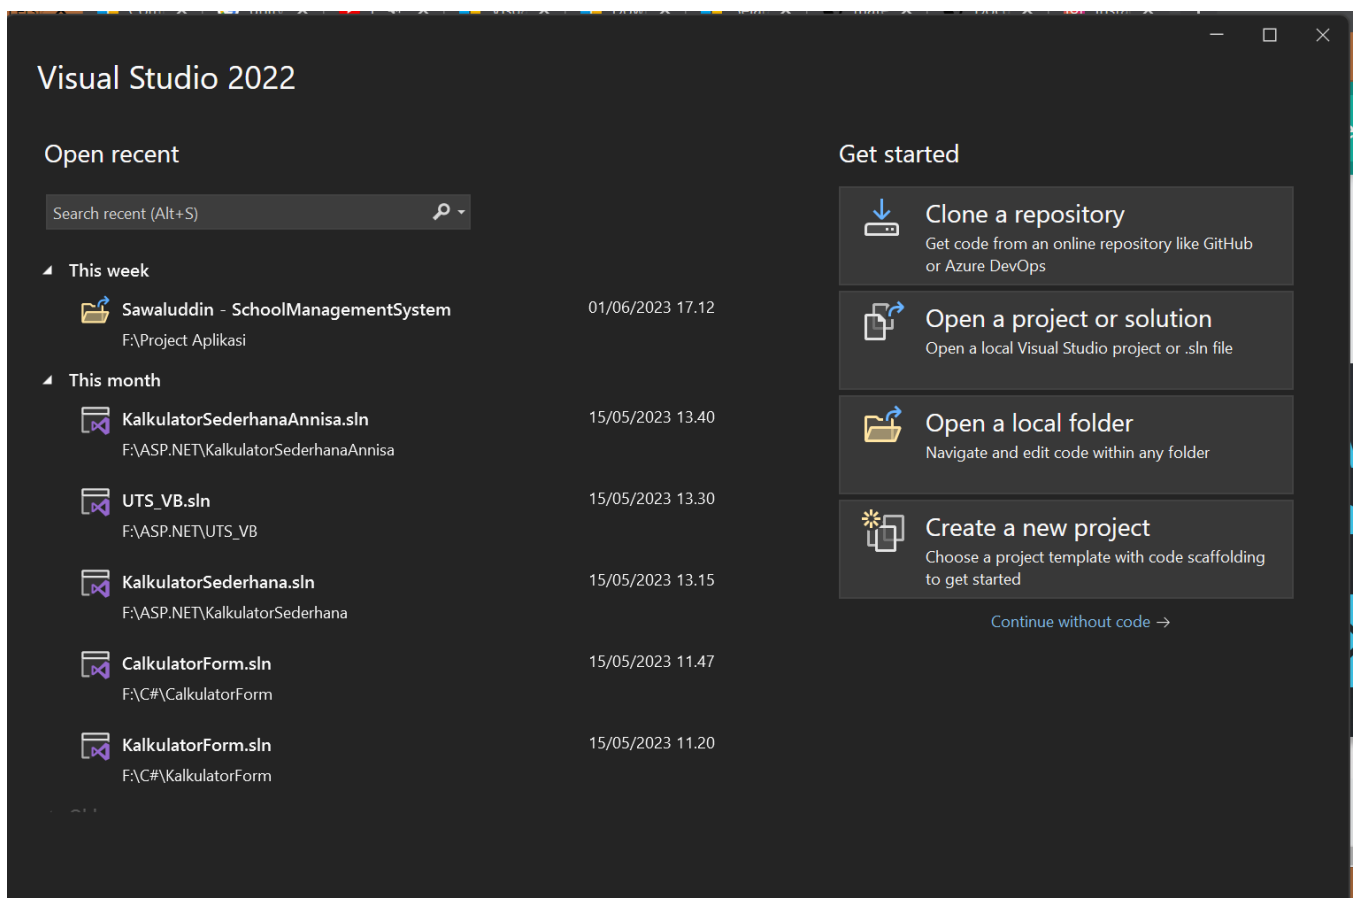 Visual Studio 2022
Open recent
Search recent (Alt+S)
This week
Sawaluddin - SchoolManagementSystem 01/06/2023 17.12
F:\Project Aplikasi
This month
KalkulatorSederhanaAnnisa.sln 15/05/2023 13.40
F:\ASP.NET\KalkulatorSederhanaAnnisa
UTS_VB.sln 15/05/2023 13.30
F:\ASP.NET\UTS_VB
KalkulatorSederhana.sln 15/05/2023 13.15
F:\ASP.NET\KalkulatorSederhana
CalkulatorForm.sln 15/05/2023 11.47
F:\C#\CalkulatorForm
KalkulatorForm.sln 15/05/2023 11.20
F:\C#\KalkulatorForm
Get started
Clone a repository
Get code from an online repository like GitHub
or Azure DevOps
Open a project or solution
Open a local Visual Studio project or .sln file
Open a local folder
Navigate and edit code within any folder
Create a new project
Choose a project template with code scaffolding
to get started
Continue without code →